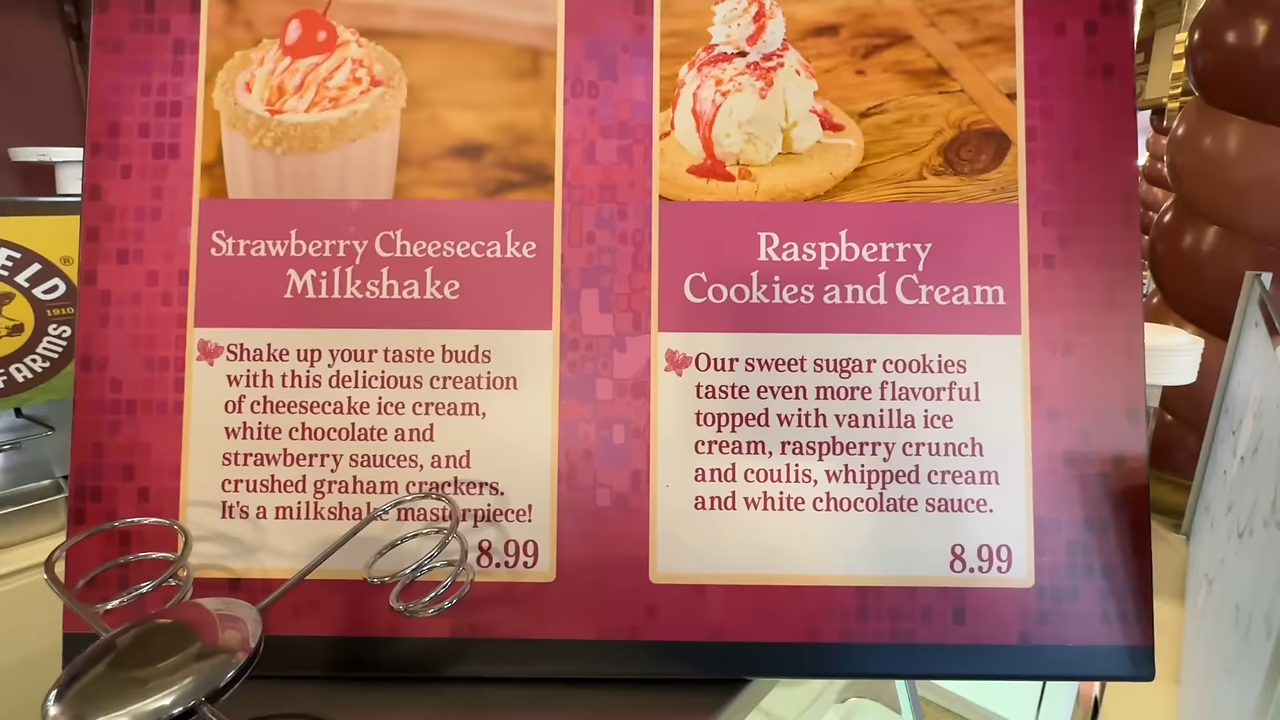 Strawberry Cheesecake
Milkshake
Shake up your taste buds
with this delicious creation
of cheesecake ice cream,
white chocolate and
strawberry sauces, and
crushed graham crackers.
It's a milkshake masterpiece!
8.99
Raspberry
Cookies and Cream
Our sweet sugar cookies
taste even more flavorful
topped with vanilla ice
cream, raspberry crunch
and coulis, whipped cream
and white chocolate sauce.
8.99
ELD
®
1910
FARMS